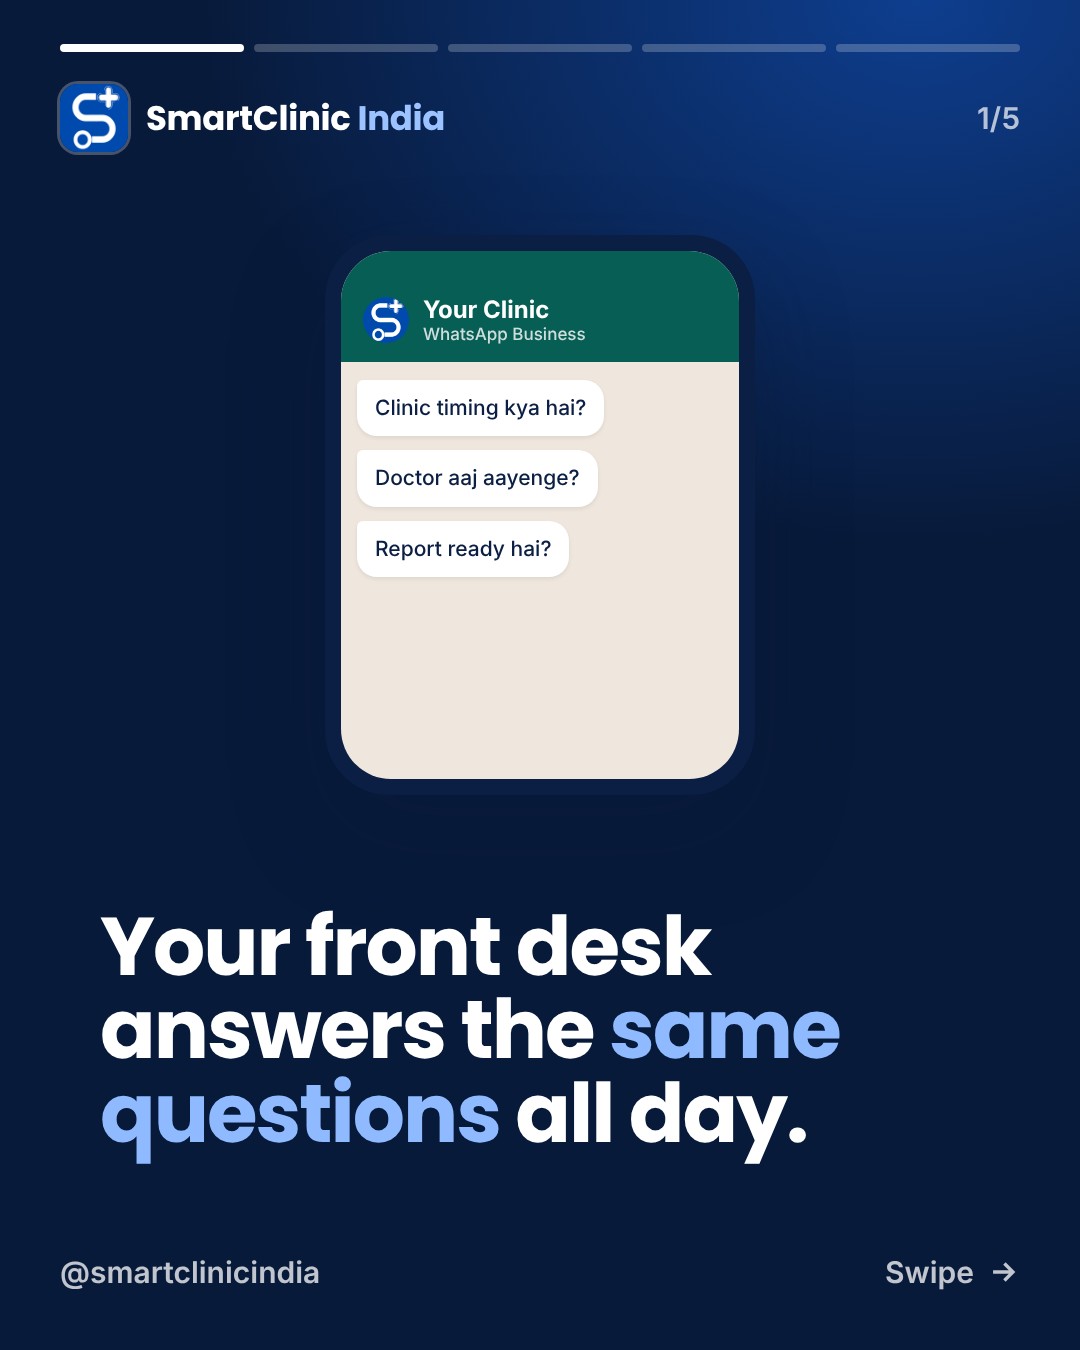 SmartClinic India
1/5
Your Clinic
WhatsApp Business
Clinic timing kya hai?
Doctor aaj aayenge?
Report ready hai?
Your front desk
answers the same
questions all day.
@smartclinicindia
Swipe →